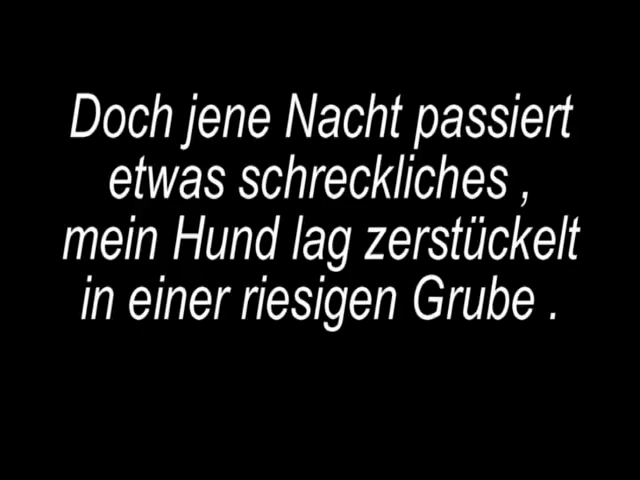 Doch jene Nacht passiert
etwas schreckliches ,
mein Hund lag zerstückelt
in einer riesigen Grube .